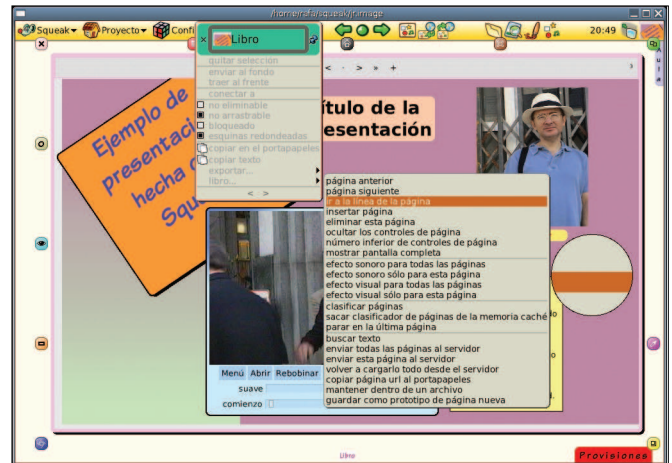 /home/rafa/squeak/jrimage
Squeak
Proyecto
Confi
20:49
Libro
quitar selección
enviar al fondo
traer al frente
conectar a
no eliminable
no arrastrable
bloqueado
esquinas redondeadas
copiar en el portapapeles
copiar texto
exportar...
libro...
< >
< · > » +
Ejemplo de
presentaci
hecha
Squ
ítulo de la
esentación
página anterior
página siguiente
ir a la línea de la página
insertar página
eliminar esta página
ocultar los controles de página
número inferior de controles de página
mostrar pantalla completa
efecto sonoro para todas las páginas
efecto sonoro sólo para esta página
efecto visual para todas las páginas
efecto visual sólo para esta página
clasificar páginas
sacar clasificador de páginas de la memoria caché
parar en la última página
buscar texto
enviar todas las páginas al servidor
enviar esta página al servidor
volver a cargarlo todo desde el servidor
copiar página url al portapapeles
mantener dentro de un archivo
guardar como prototipo de página nueva
Menú Abrir Rebobinar
suave
comienzo
Libro
Provisiones